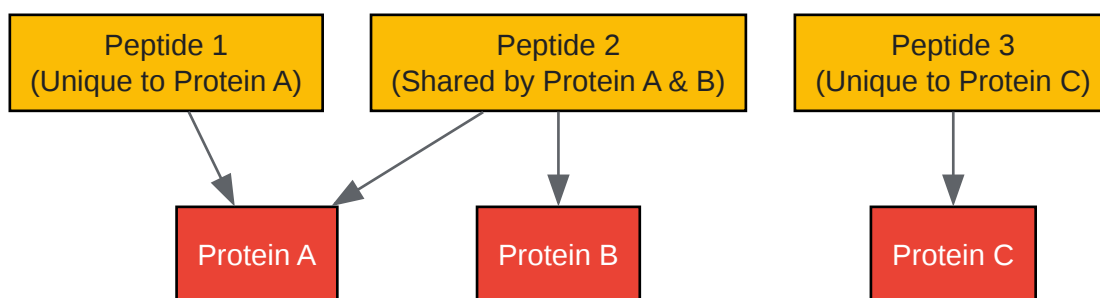 Peptide 1
(Unique to Protein A)
Peptide 2
(Shared by Protein A & B)
Peptide 3
(Unique to Protein C)
Protein A
Protein B
Protein C